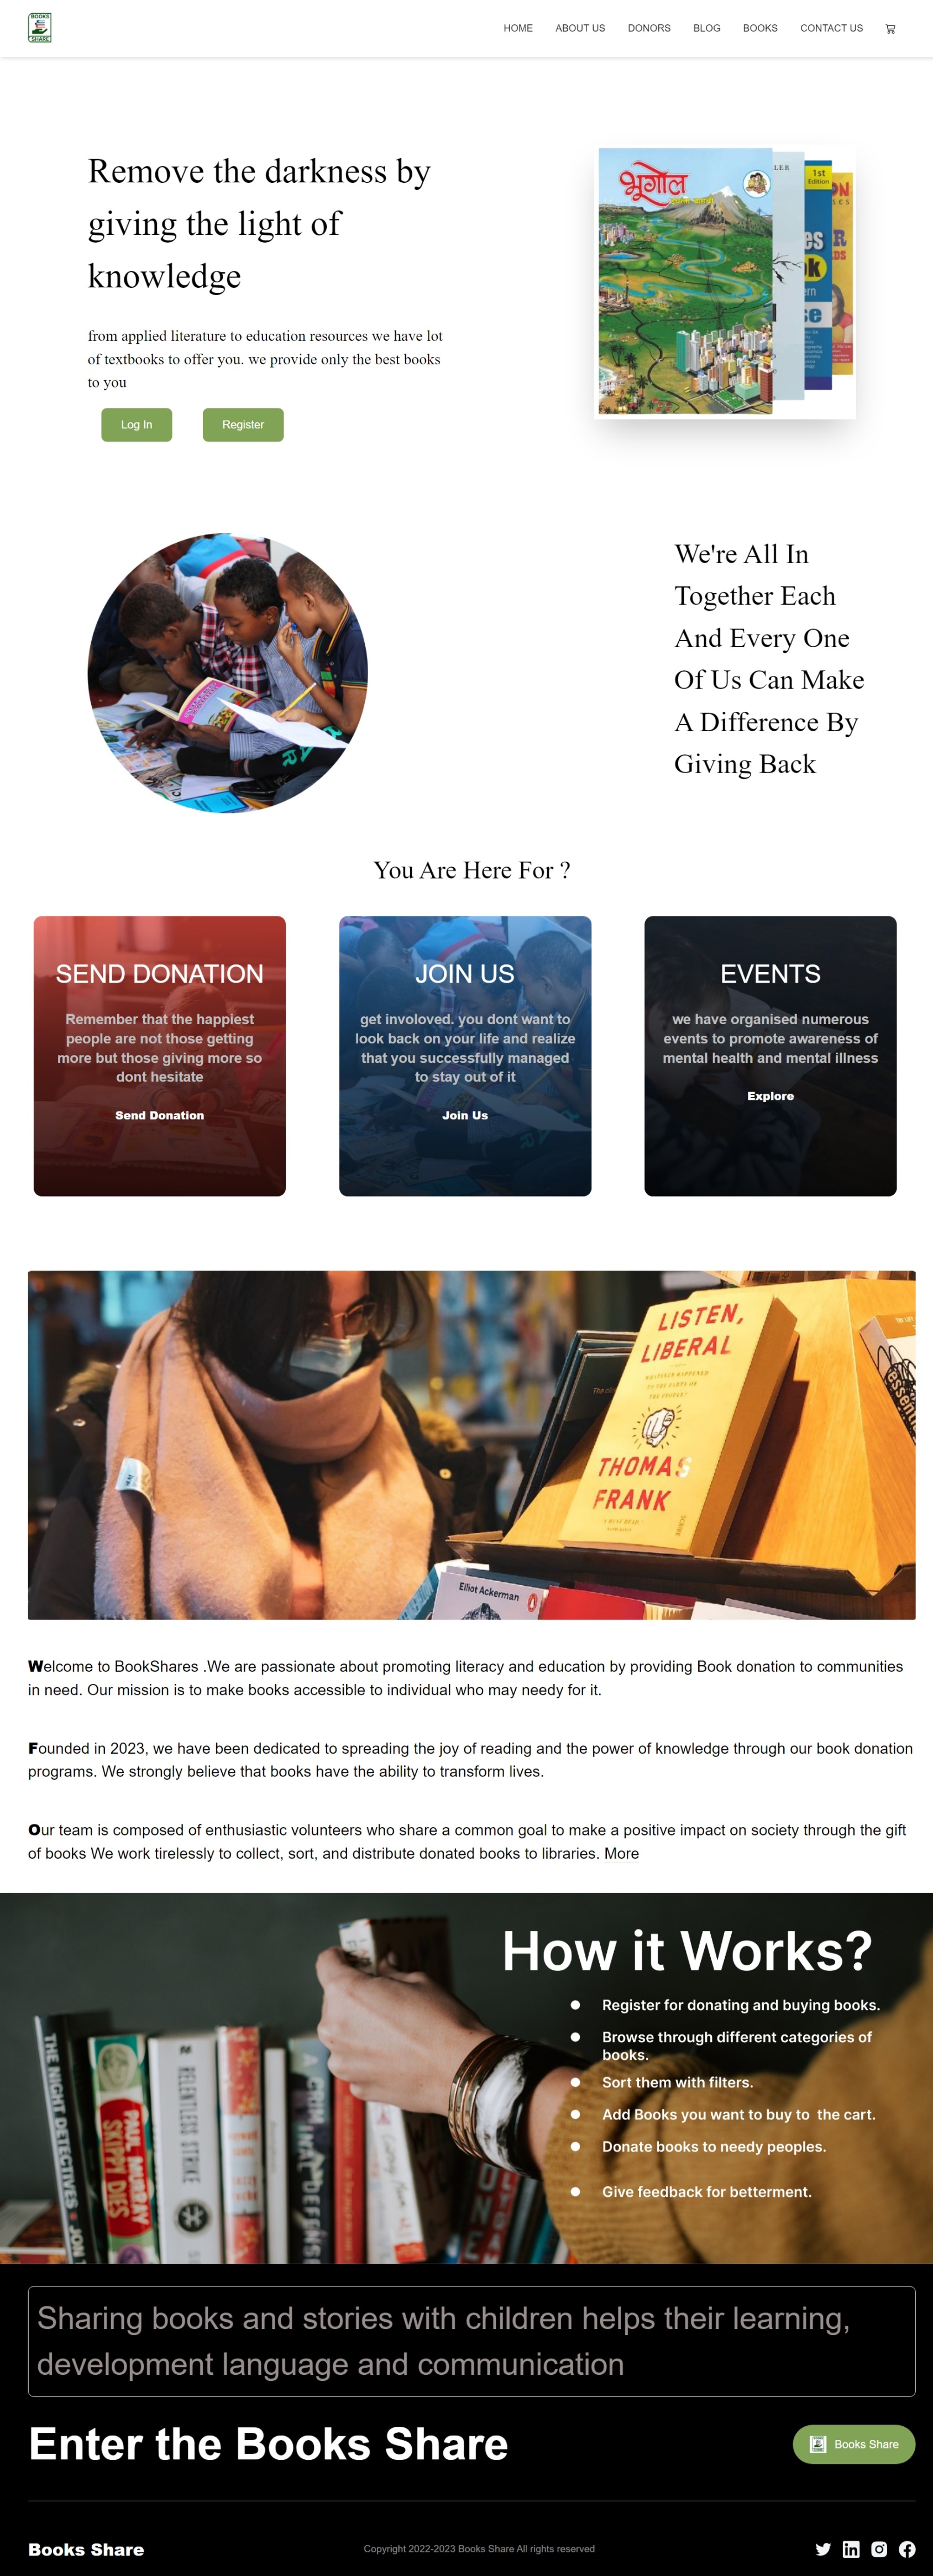 BOOKS
SHARE
HOME ABOUT US DONORS BLOG BOOKS CONTACT US
Remove the darkness by
giving the light of
knowledge
from applied literature to education resources we have lot
of textbooks to offer you. we provide only the best books
to you
Log In Register
भूगोल
LER
1st
Edition
We're All In
Together Each
And Every One
Of Us Can Make
A Difference By
Giving Back
You Are Here For ?
SEND DONATION
Remember that the happiest
people are not those getting
more but those giving more so
dont hesitate
Send Donation
JOIN US
get involoved. you dont want to
look back on your life and realize
that you successfully managed
to stay out of it
Join Us
EVENTS
we have organised numerous
events to promote awareness of
mental health and mental illness
Explore
LISTEN,
LIBERAL
THOMAS
FRANK
Elliot Ackerman
Welcome to BookShares .We are passionate about promoting literacy and education by providing Book donation to communities
in need. Our mission is to make books accessible to individual who may needy for it.
Founded in 2023, we have been dedicated to spreading the joy of reading and the power of knowledge through our book donation
programs. We strongly believe that books have the ability to transform lives.
Our team is composed of enthusiastic volunteers who share a common goal to make a positive impact on society through the gift
of books We work tirelessly to collect, sort, and distribute donated books to libraries. More
How it Works?
Register for donating and buying books.
Browse through different categories of
books.
Sort them with filters.
Add Books you want to buy to the cart.
Donate books to needy peoples.
Give feedback for betterment.
THE KNIGHT DETECTIVES
PAUL MURRAY
SKIPPY DIES
RELENTLESS STRIKE
Sharing books and stories with children helps their learning,
development language and communication
Enter the Books Share
Books Share
Books Share
Copyright 2022-2023 Books Share All rights reserved